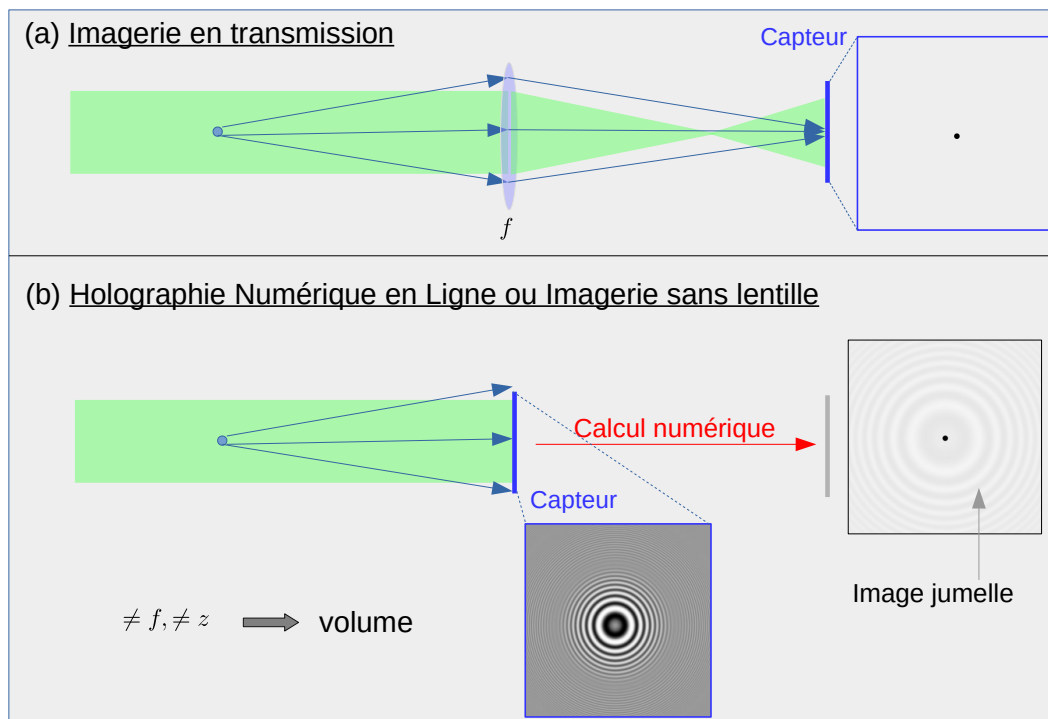 (a) Imagerie en transmission
Capteur
f
(b) Holographie Numérique en Ligne ou Imagerie sans lentille
Calcul numérique
Capteur
Image jumelle
≠ f, ≠ z volume